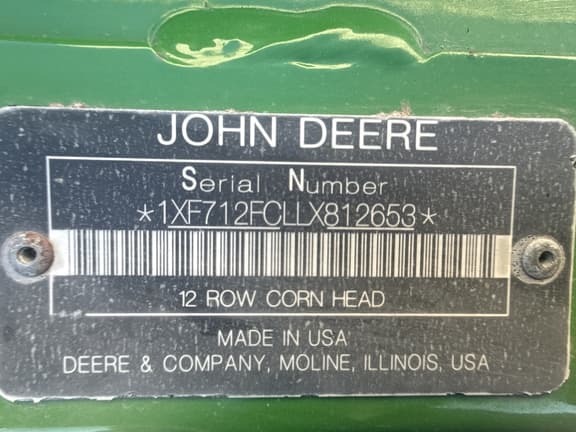 JOHN DEERE
Serial Number
*1XF712FCLLX812653*
12 ROW CORN HEAD
MADE IN USA
DEERE & COMPANY, MOLINE, ILLINOIS, USA